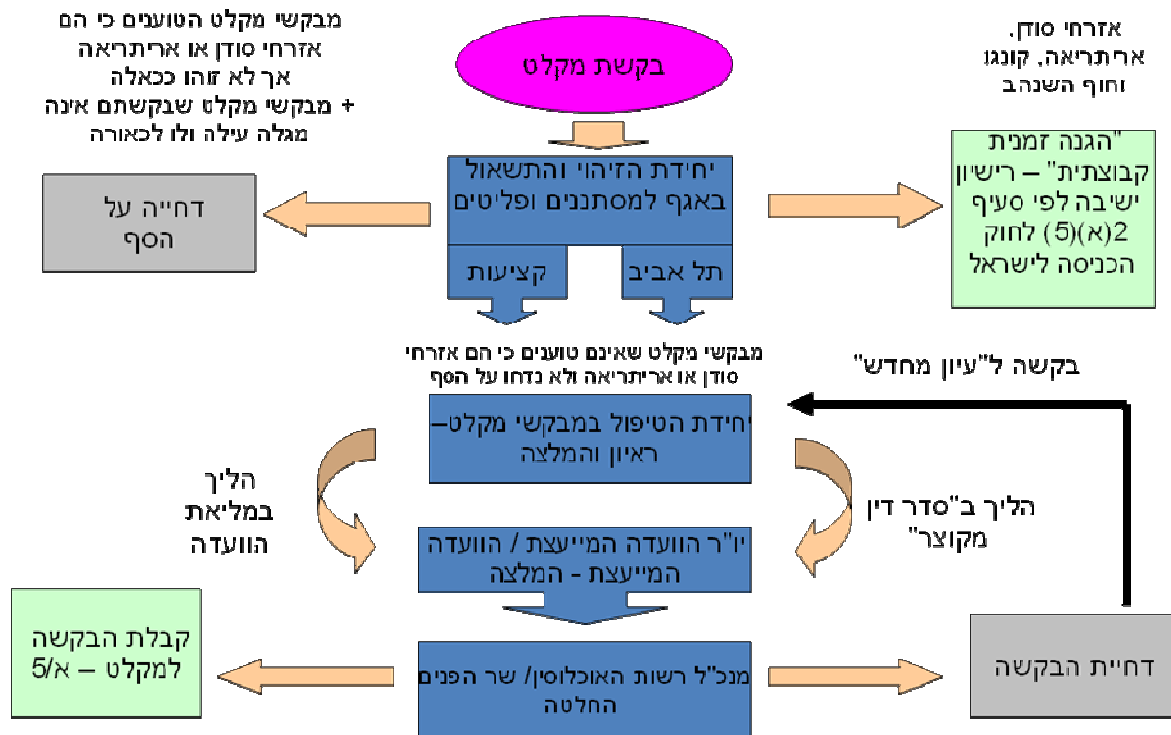 בקשת מקלט
אזרחי סודן,
אריתריאה, קונגו
וחוף השנהב
מבקשי מקלט הטוענים כי הם
אזרחי סודן או אריתריאה
אך לא זוהו ככאלה
+ מבקשי מקלט שבקשתם אינה
מגלה עילה ולו לכאורה
יחידת הזיהוי והתשאול
באגף למסתננים ופליטים
תל אביב
קציעות
"הגנה זמנית
קבוצתית" – רישיון
ישיבה לפי סעיף
2(א)(5) לחוק
הכניסה לישראל
דחייה על
הסף
מבקשי מקלט שאינם טוענים כי הם אזרחי
סודן או אריתריאה ולא נדחו על הסף
בקשה ל"עיון מחדש"
יחידת הטיפול במבקשי מקלט–
ראיון והמלצה
הליך ב"סדר דין
מקוצר"
הליך
במליאת
הוועדה
יו"ר הוועדה המייעצת / הוועדה
המייעצת - המלצה
מנכ"ל רשות האוכלוסין/ שר הפנים
החלטה
דחיית הבקשה
קבלת הבקשה
למקלט – א/5